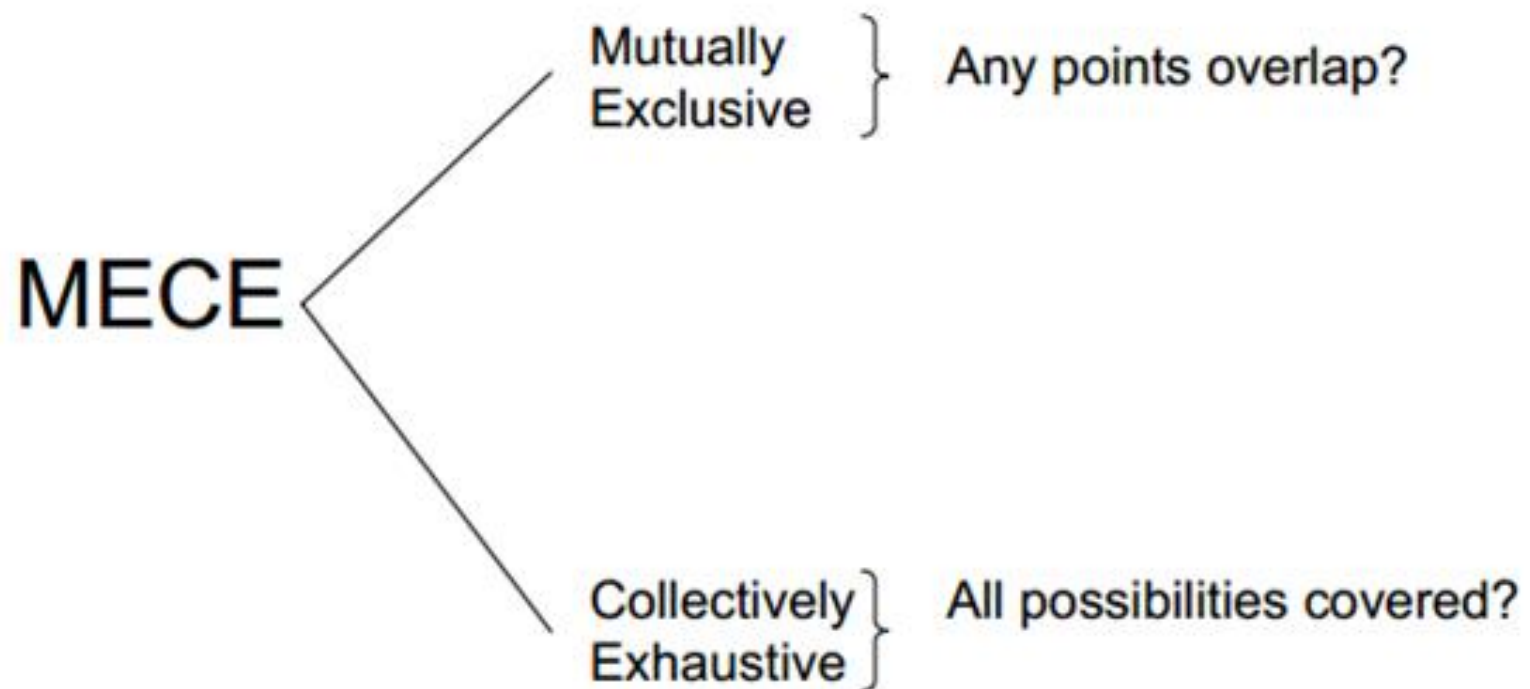 Mutually
Exclusive
Any points overlap?
MECE
Collectively
Exhaustive
All possibilities covered?